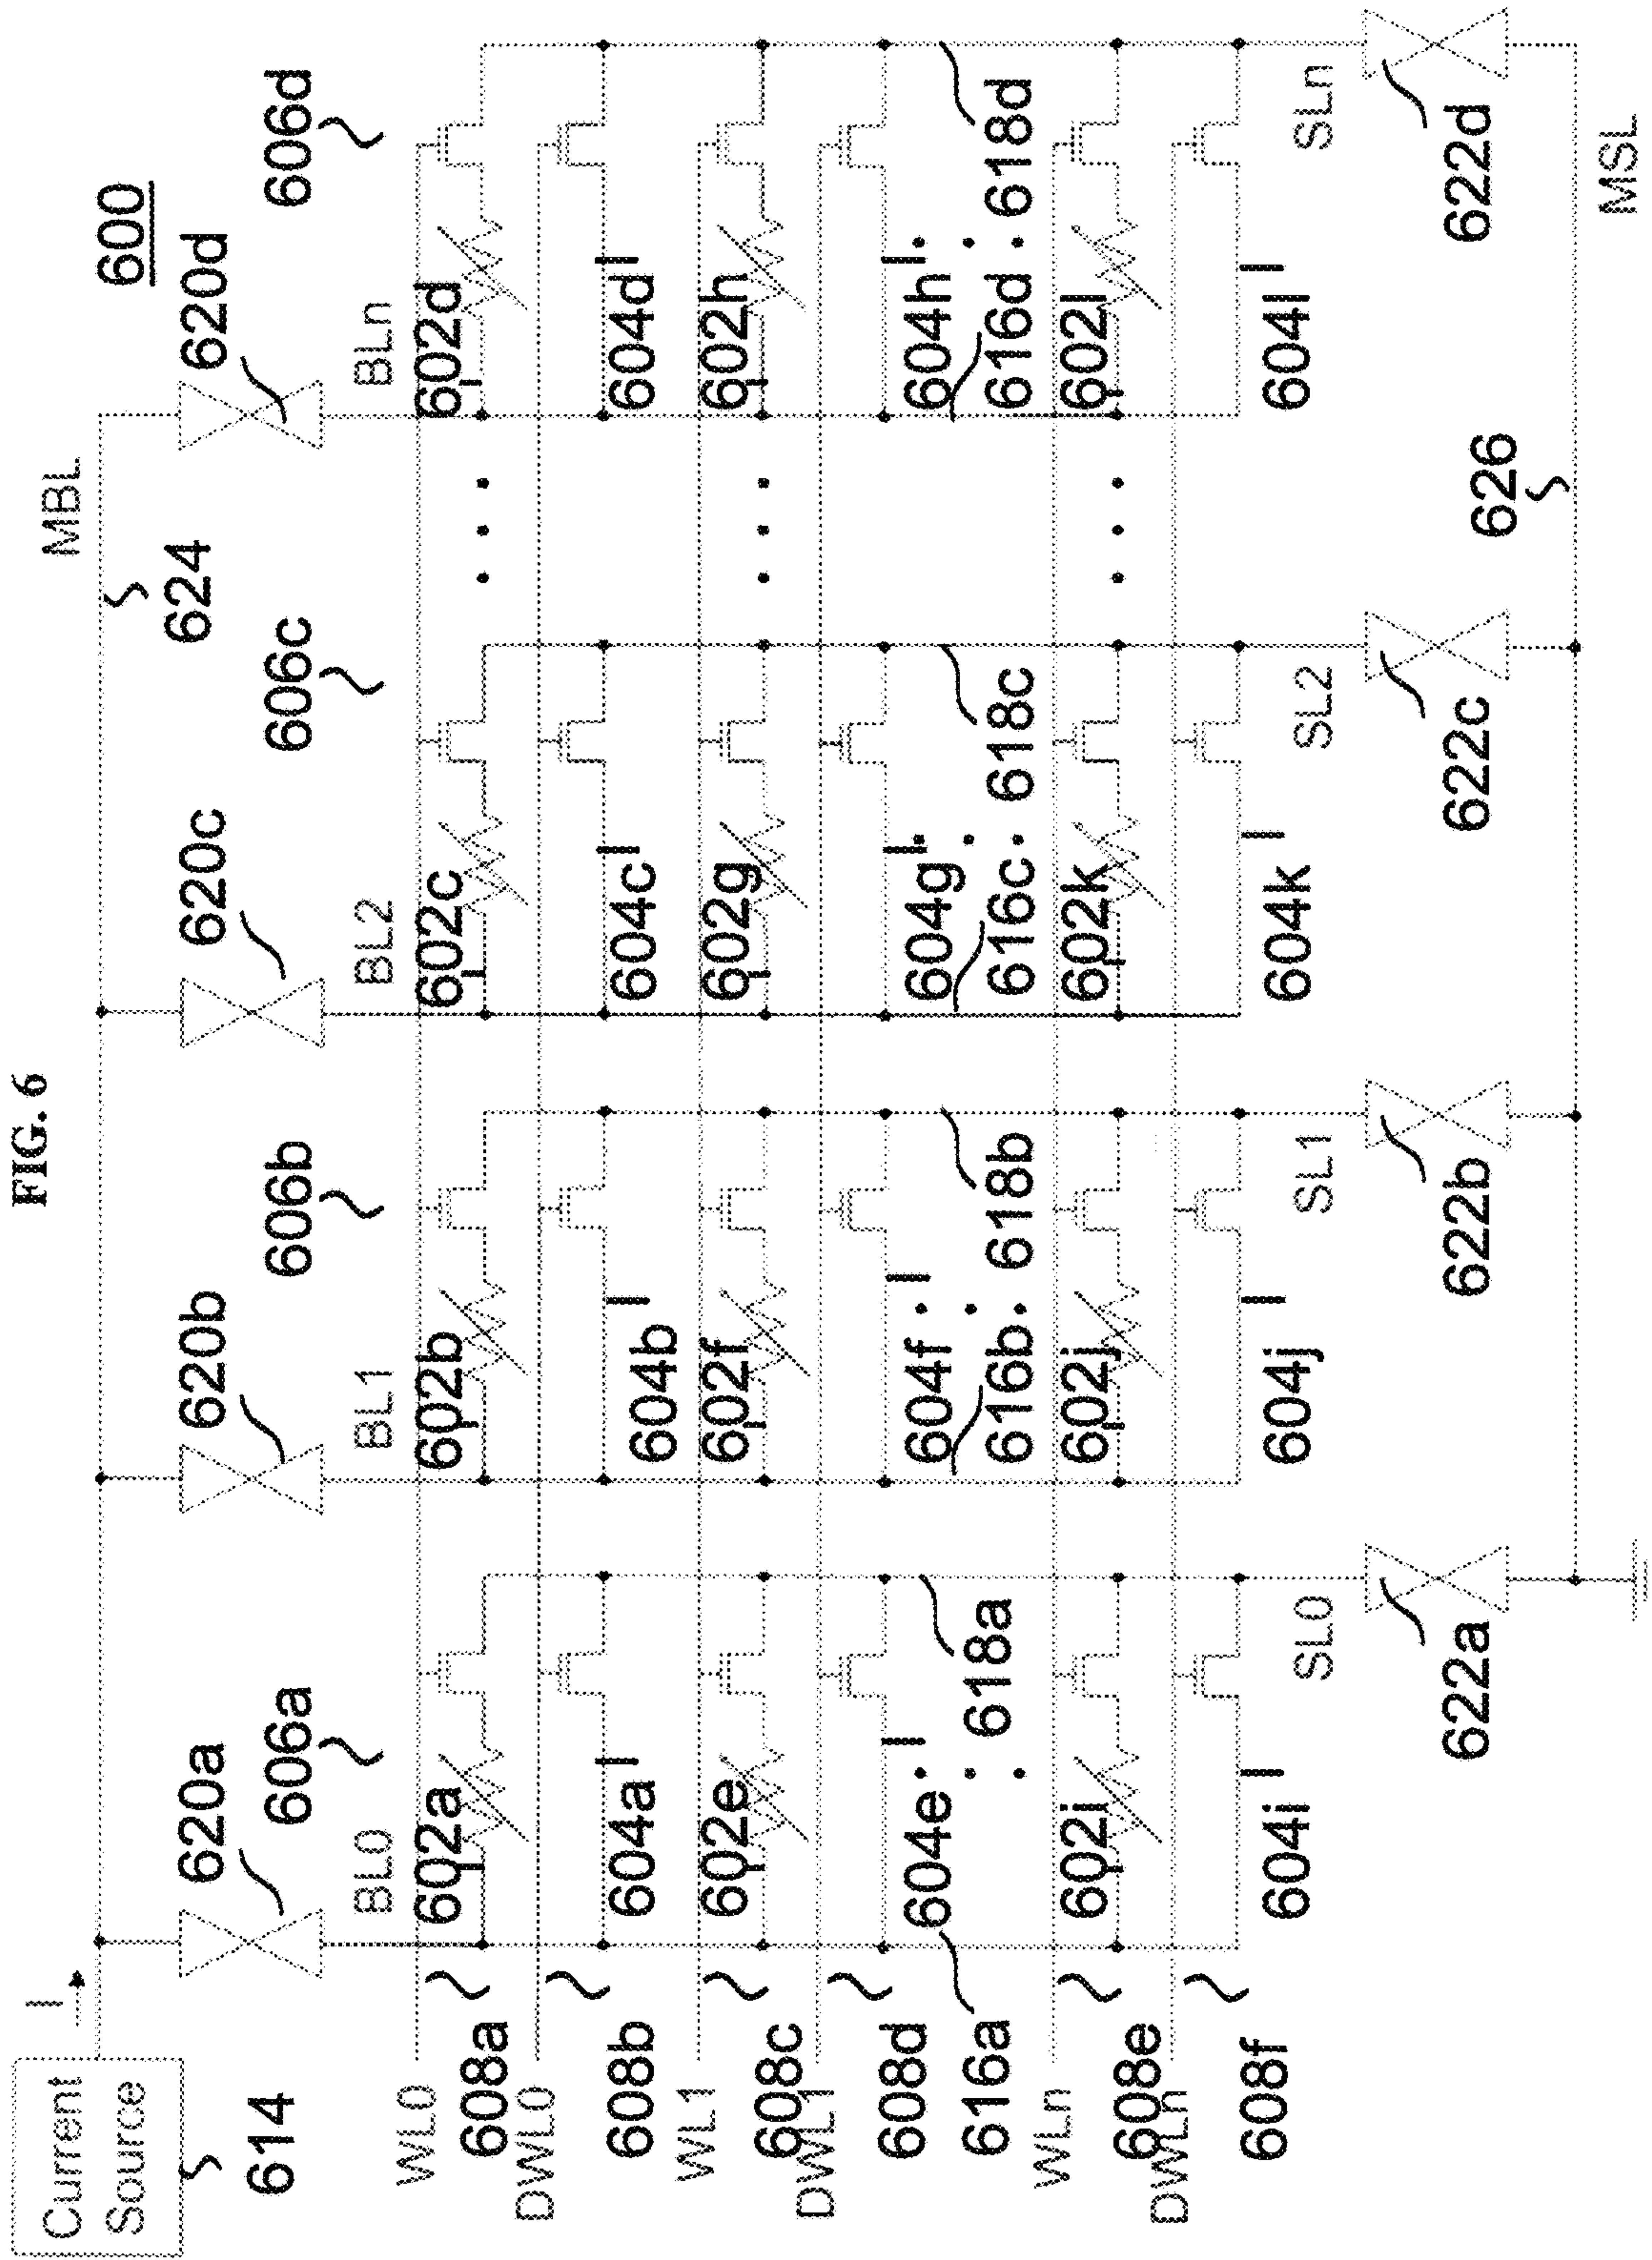 FIG. 6
600
MBL
624
MSL
626
Current
Source
I
614
620a
620b
620c
620d
606a
606b
606c
606d
BL0
BL1
BL2
BLn
WL0
608a
602a
602b
602c
602d
DWL0
608b
604a
604b
604c
604d
WL1
608c
602e
602f
602g
602h
DWL1
608d
604e
604f
604g
604h
616a
618a
616b
618b
616c
618c
616d
618d
WLn
608e
602i
602j
602k
602l
DWLn
608f
604i
604j
604k
604l
SL0
SL1
SL2
SLn
622a
622b
622c
622d